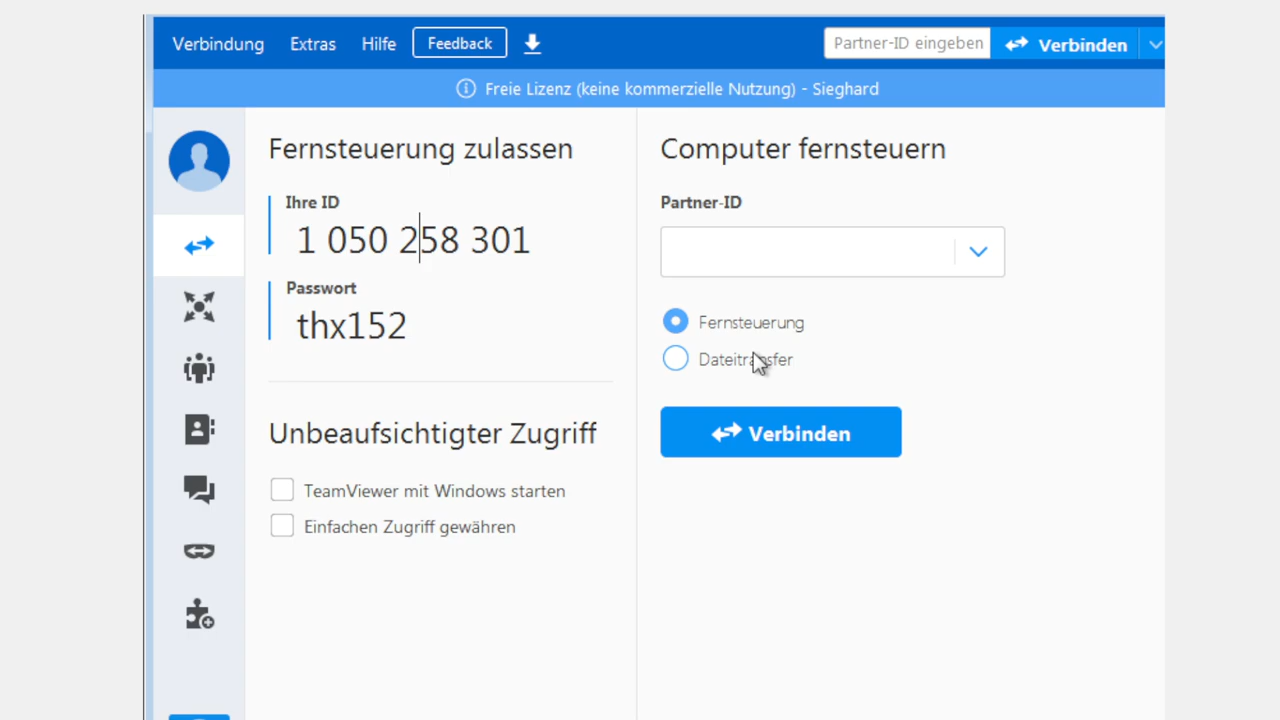 Verbindung Extras Hilfe Feedback Partner-ID eingeben Verbinden
Freie Lizenz (keine kommerzielle Nutzung) - Sieghard
Fernsteuerung zulassen
Ihre ID
1 050 258 301
Passwort
thx152
Unbeaufsichtigter Zugriff
TeamViewer mit Windows starten
Einfachen Zugriff gewähren
Computer fernsteuern
Partner-ID
Fernsteuerung
Dateitransfer
Verbinden